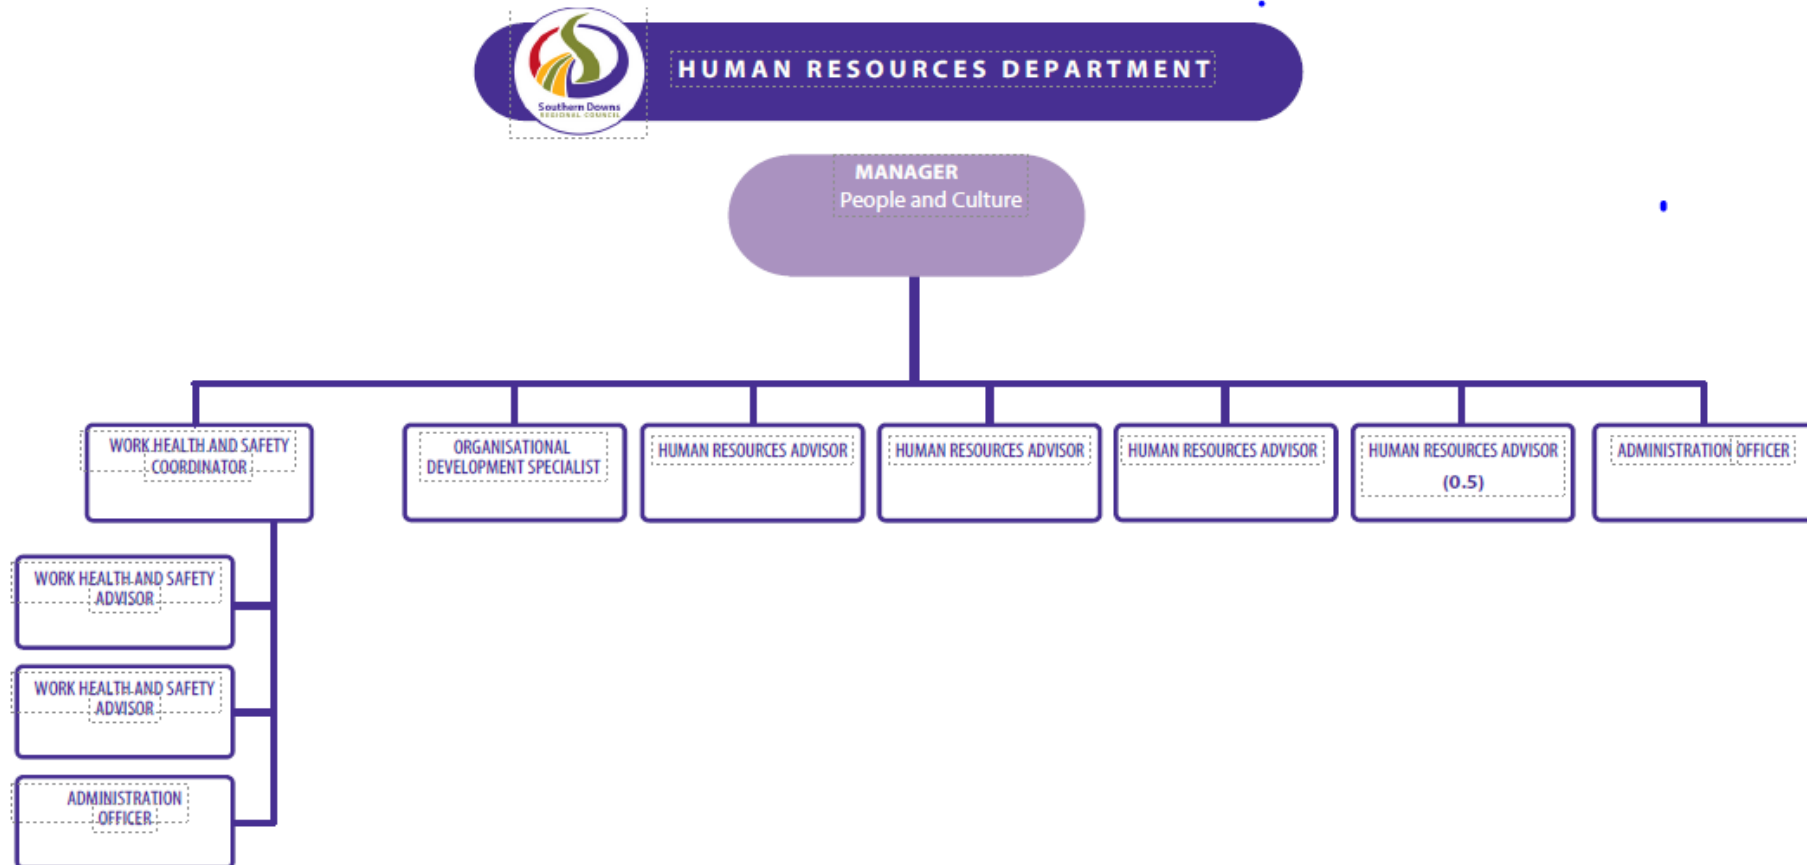 Southern Downs
REGIONAL COUNCIL
HUMAN RESOURCES DEPARTMENT
MANAGER
People and Culture
WORK HEALTH AND SAFETY
COORDINATOR
ORGANISATIONAL
DEVELOPMENT SPECIALIST
HUMAN RESOURCES ADVISOR
HUMAN RESOURCES ADVISOR
HUMAN RESOURCES ADVISOR
HUMAN RESOURCES ADVISOR
(0.5)
ADMINISTRATION OFFICER
WORK HEALTH AND SAFETY
ADVISOR
WORK HEALTH AND SAFETY
ADVISOR
ADMINISTRATION
OFFICER